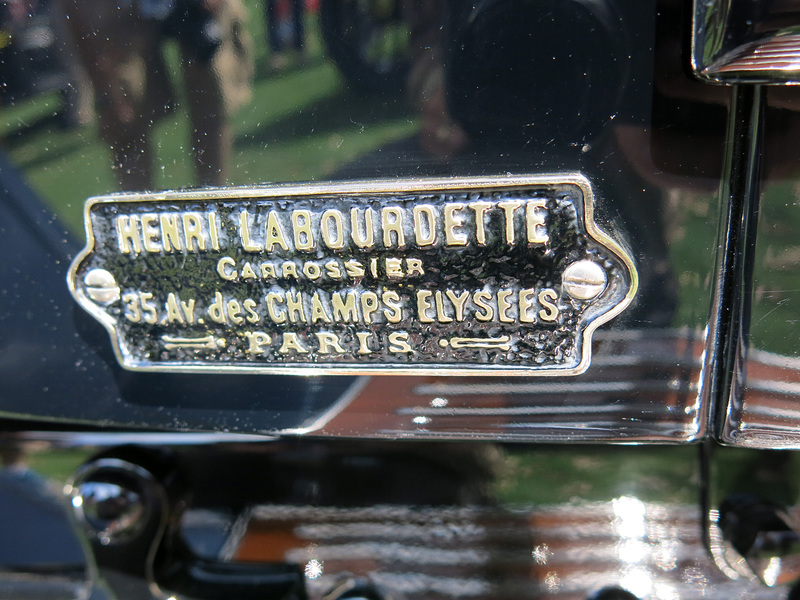 HENRI LABOURDETTE
CARROSSIER
35 AV. des CHAMPS ELYSEES
PARIS